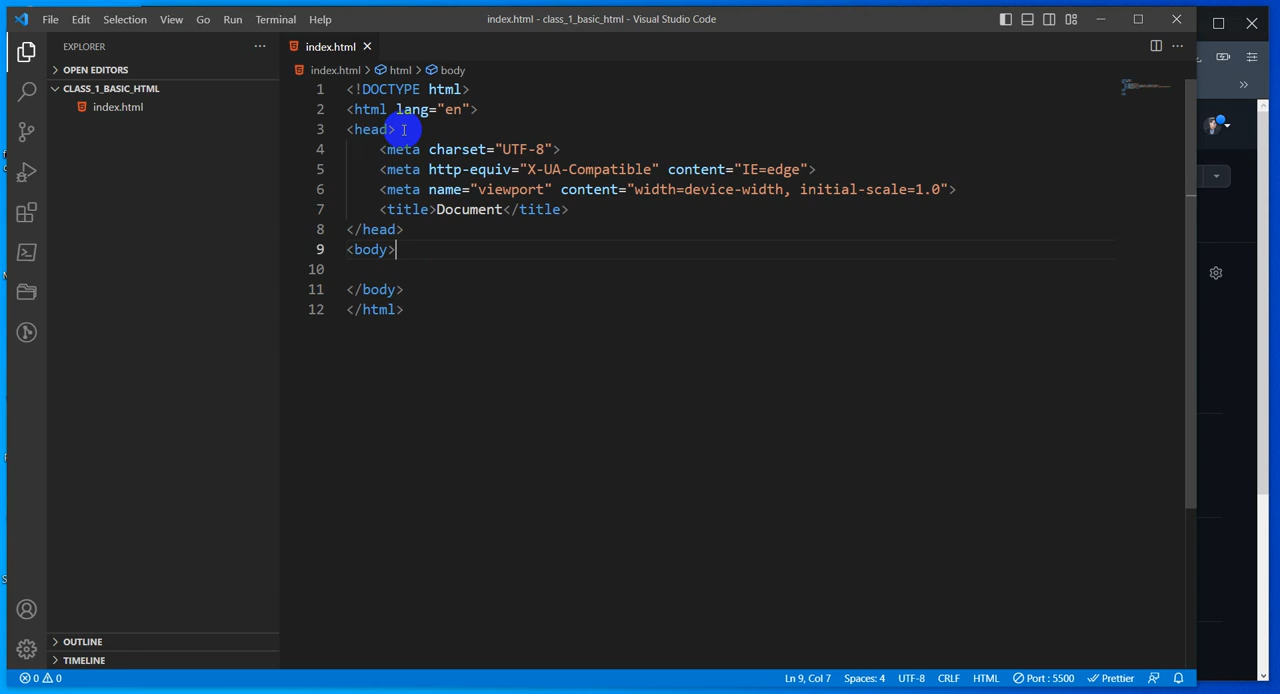 File Edit Selection View Go Run Terminal Help
index.html - class_1_basic_html - Visual Studio Code
EXPLORER
OPEN EDITORS
CLASS_1_BASIC_HTML
index.html
OUTLINE
TIMELINE
index.html
index.html > html > body
1 <!DOCTYPE html>
2 <html lang="en">
3 <head>
4 <meta charset="UTF-8">
5 <meta http-equiv="X-UA-Compatible" content="IE=edge">
6 <meta name="viewport" content="width=device-width, initial-scale=1.0">
7 <title>Document</title>
8 </head>
9 <body>
10
11 </body>
12 </html>
0 0 Ln 9, Col 7 Spaces: 4 UTF-8 CRLF HTML Port : 5500 Prettier